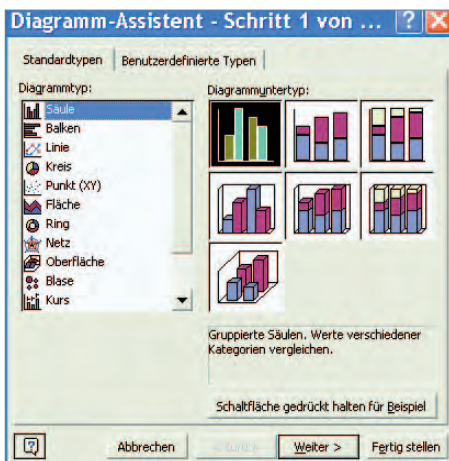 Diagramm-Assistent - Schritt 1 von ...
Standardtypen
Benutzerdefinierte Typen
Diagrammtyp:
Säule
Balken
Linie
Kreis
Punkt (XY)
Fläche
Ring
Netz
Oberfläche
Blase
Kurs
Diagrammuntertyp:
Gruppierte Säulen. Werte verschiedener
Kategorien vergleichen.
Schaltfläche gedrückt halten für Beispiel
Abbrechen
Weiter >
Fertig stellen